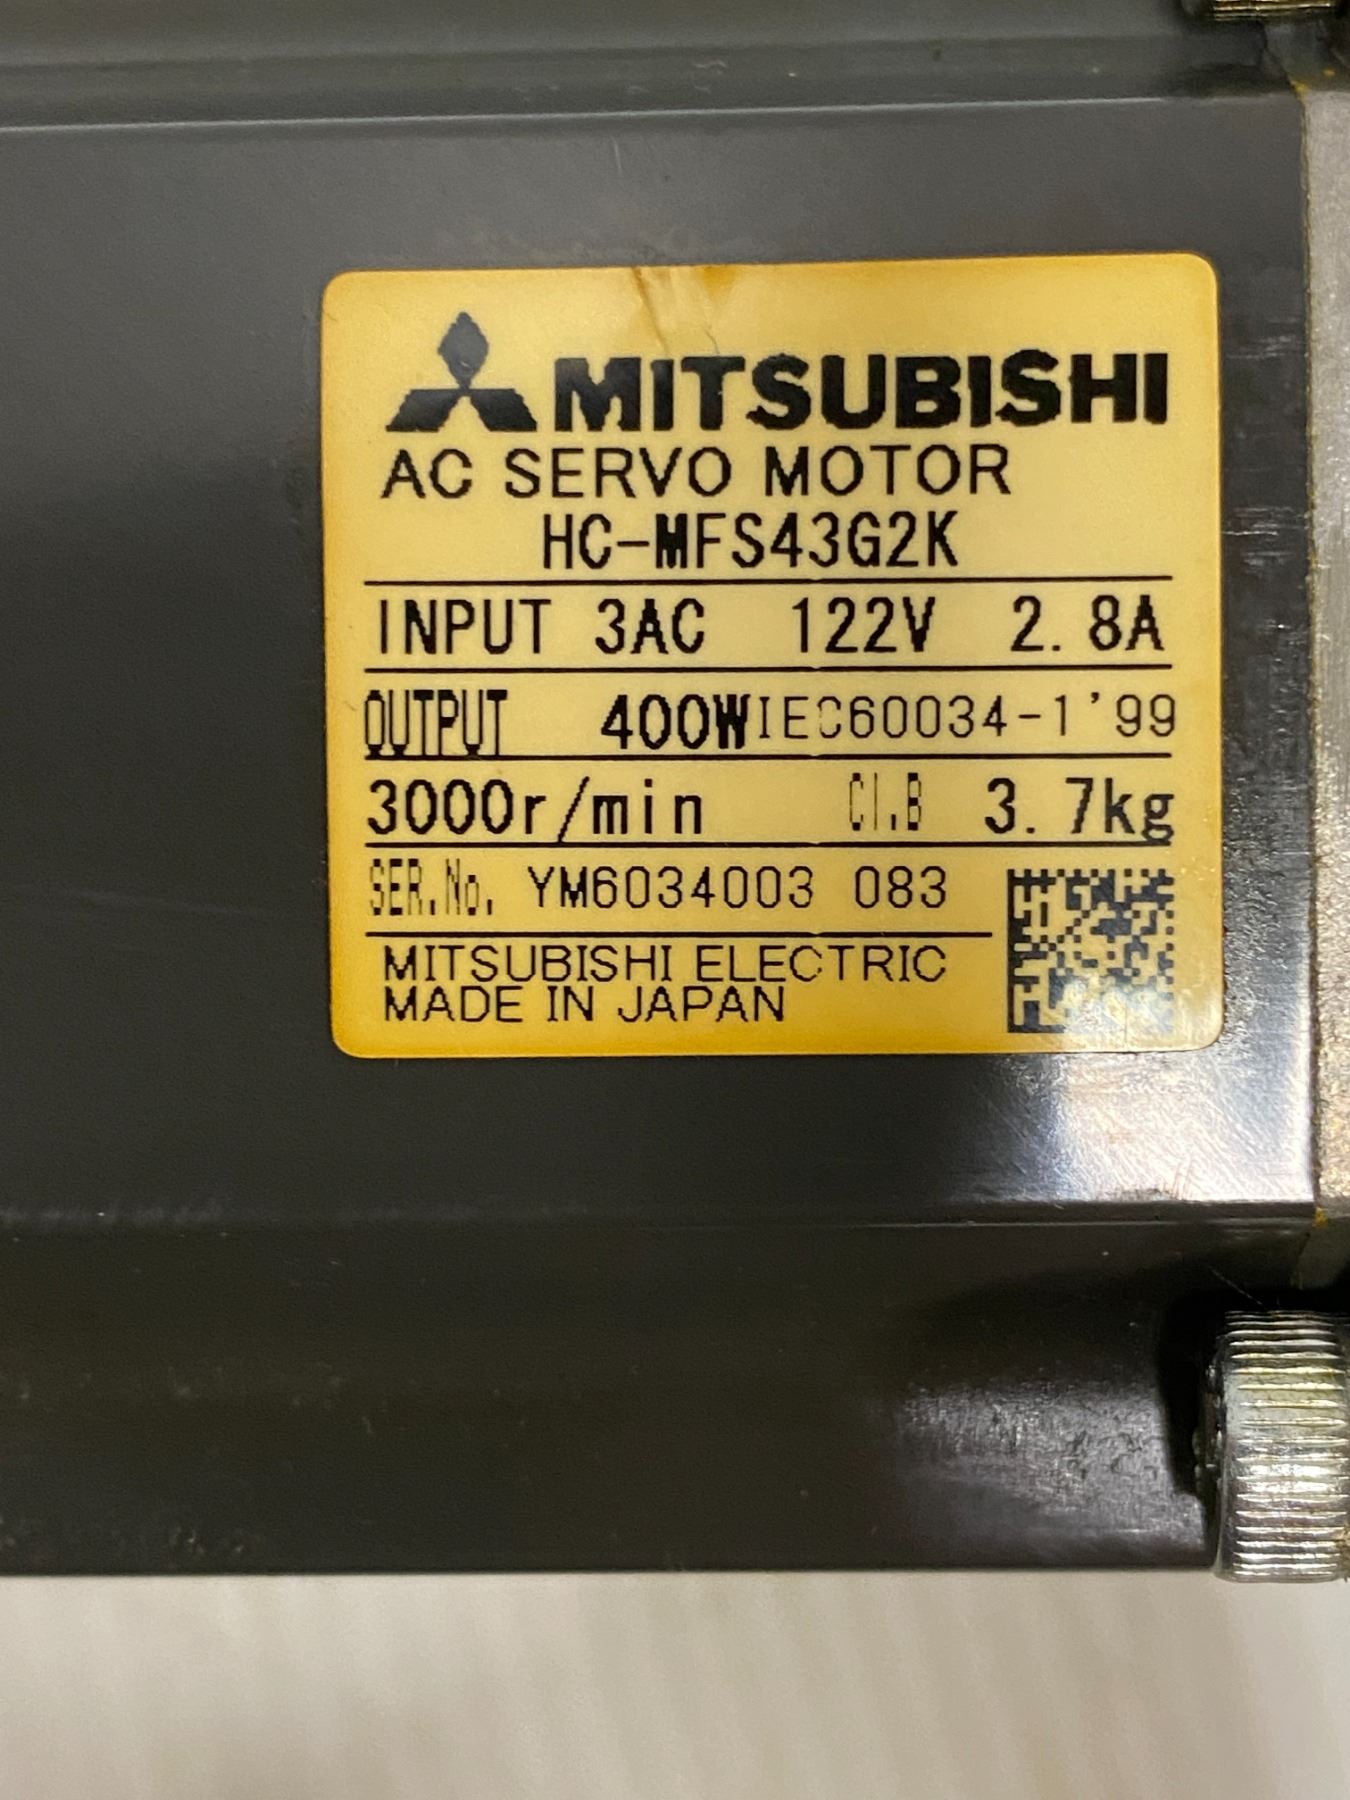 MITSUBISHI
AC SERVO MOTOR
HC-MFS43G2K
INPUT 3AC 122V 2.8A
OUTPUT 400W IEC60034-1'99
3000r/min CI.B 3.7kg
SER.No. YM6034003 083
MITSUBISHI ELECTRIC
MADE IN JAPAN